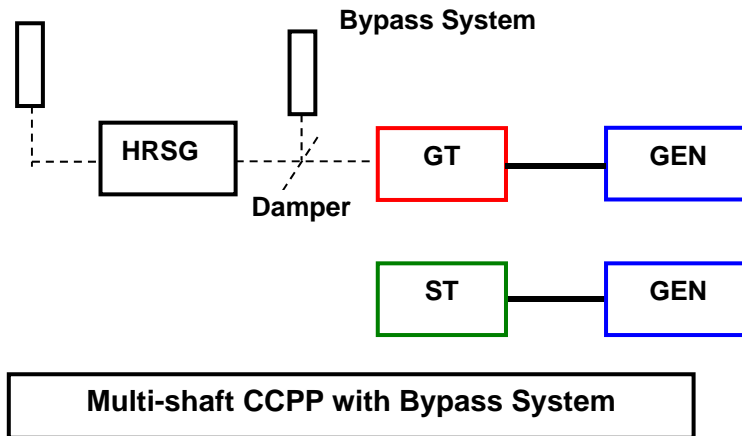 Bypass System
HRSG
GT
GEN
Damper
ST
GEN
Multi-shaft CCPP with Bypass System